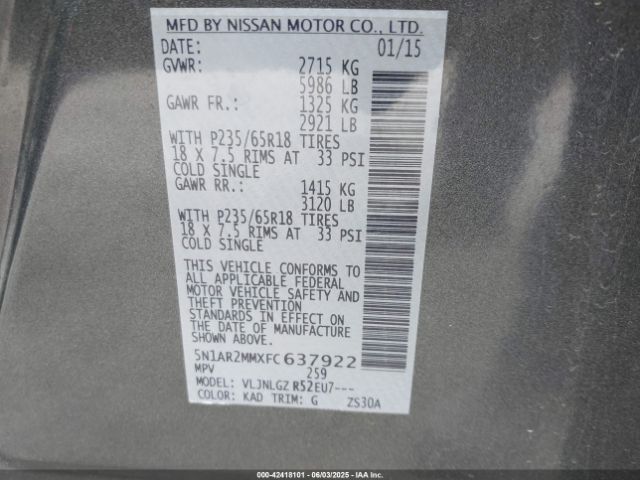 MFD BY NISSAN MOTOR CO., LTD.
DATE: 01/15
GVWR: 2715 KG
5986 LB
GAWR FR.: 1325 KG
2921 LB
WITH P235/65R18 TIRES
18 X 7.5 RIMS AT 33 PSI
COLD SINGLE
GAWR RR.: 1415 KG
3120 LB
WITH P235/65R18 TIRES
18 X 7.5 RIMS AT 33 PSI
COLD SINGLE
THIS VEHICLE CONFORMS TO
ALL APPLICABLE FEDERAL
MOTOR VEHICLE SAFETY AND
THEFT PREVENTION
STANDARDS IN EFFECT ON
THE DATE OF MANUFACTURE
SHOWN ABOVE.
5N1AR2MMXFC637922
MPV 259
MODEL: VLJNLGZ R52EU7---
COLOR: KAD TRIM: G ZS30A
000-42418101 - 06/03/2025 - IAAI.COM